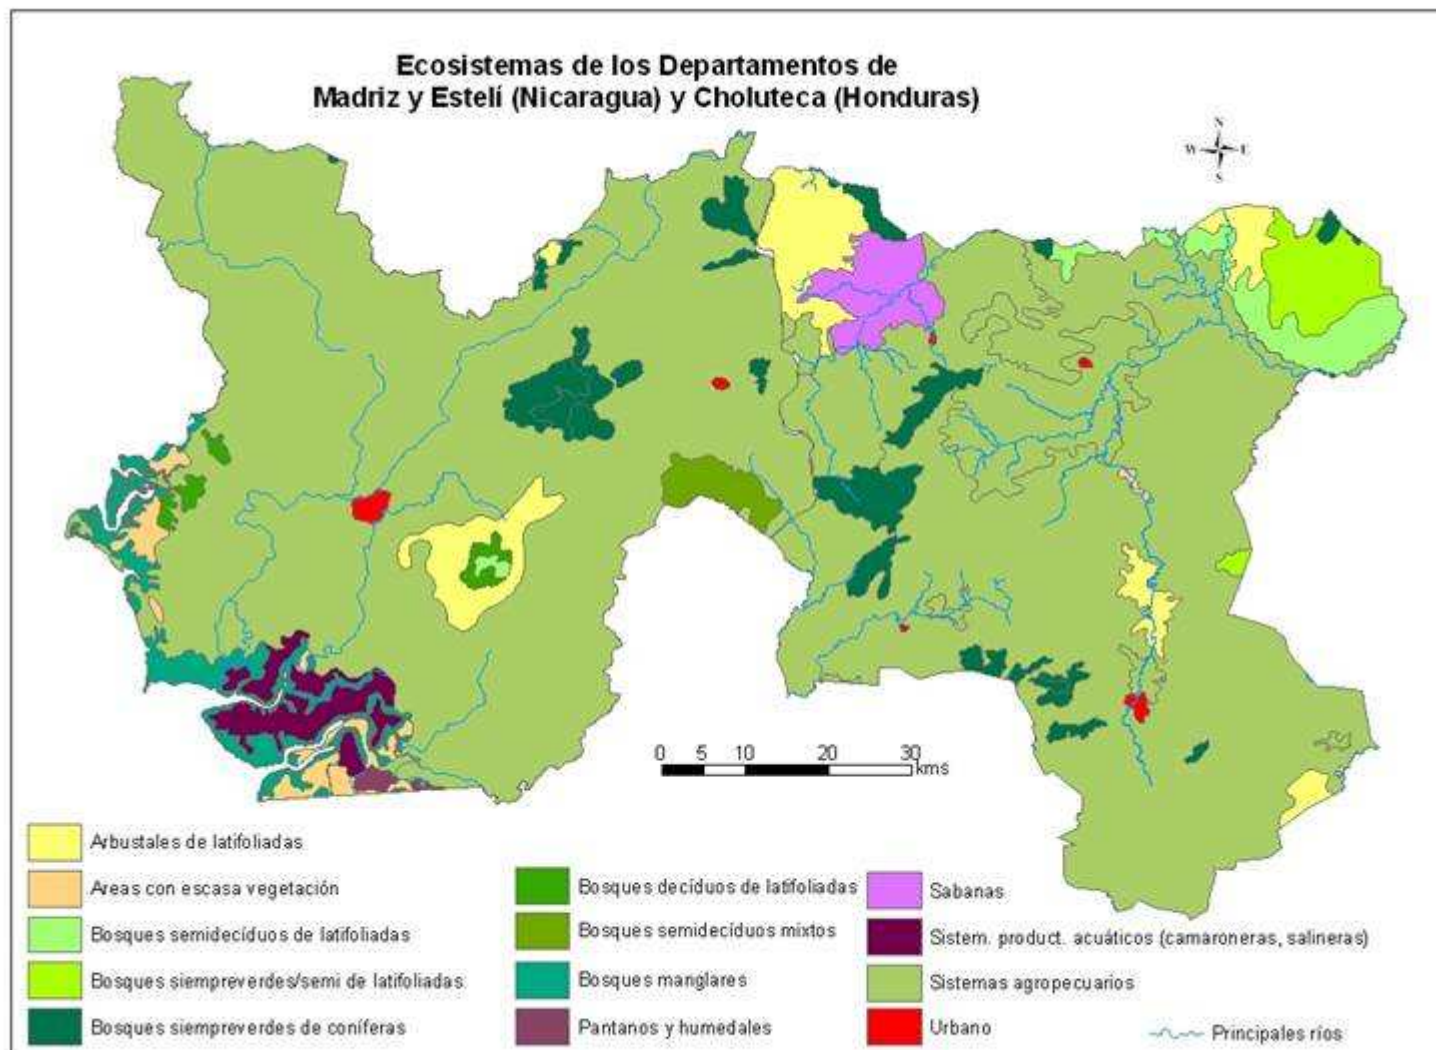 Ecosistemas de los Departamentos de
Madriz y Estelí (Nicaragua) y Choluteca (Honduras)
N
W E
S
0 5 10 20 30
kms
Arbustales de latifoliadas
Areas con escasa vegetación
Bosques semidecíduos de latifoliadas
Bosques siempreverdes/semi de latifoliadas
Bosques siempreverdes de coníferas
Bosques decíduos de latifoliadas
Bosques semidecíduos mixtos
Bosques manglares
Pantanos y humedales
Sabanas
Sistem. product. acuáticos (camaroneras, salineras)
Sistemas agropecuarios
Urbano
Principales ríos